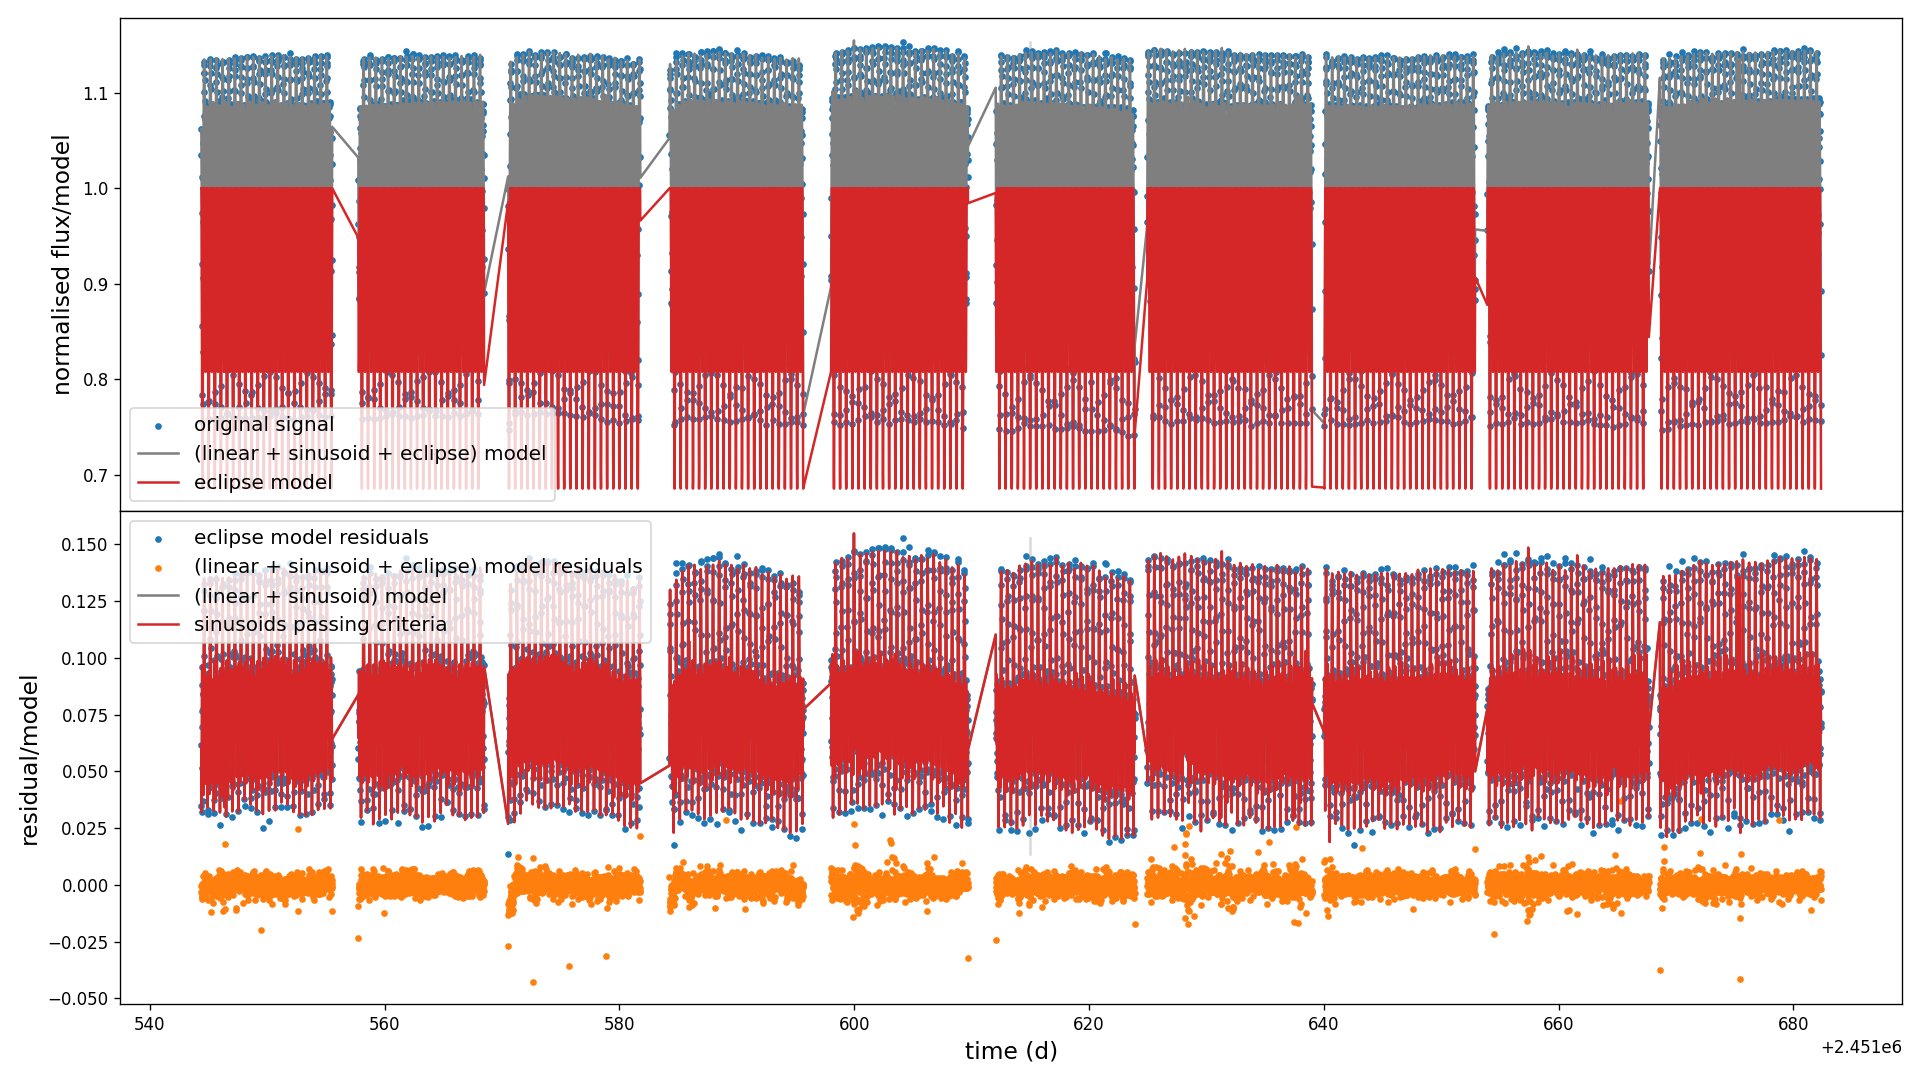 normalised flux/model
1.1
1.0
0.9
0.8
0.7
original signal
(linear + sinusoid + eclipse) model
eclipse model
residual/model
0.150
0.125
0.100
0.075
0.050
0.025
0.000
−0.025
−0.050
eclipse model residuals
(linear + sinusoid + eclipse) model residuals
(linear + sinusoid) model
sinusoids passing criteria
540 560 580 600 620 640 660 680
time (d)
+2.451e6